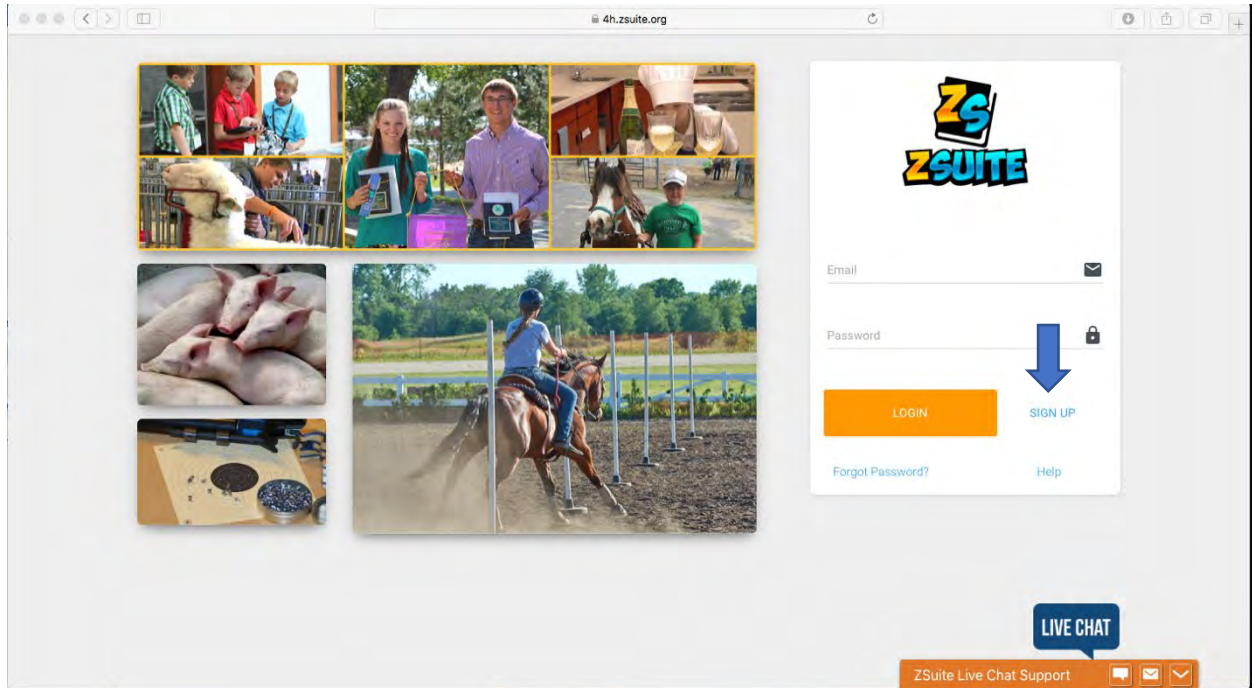 4h.zsuite.org
ZS
ZSUITE
Email
Password
LOGIN
SIGN UP
Forgot Password?
Help
LIVE CHAT
ZSuite Live Chat Support